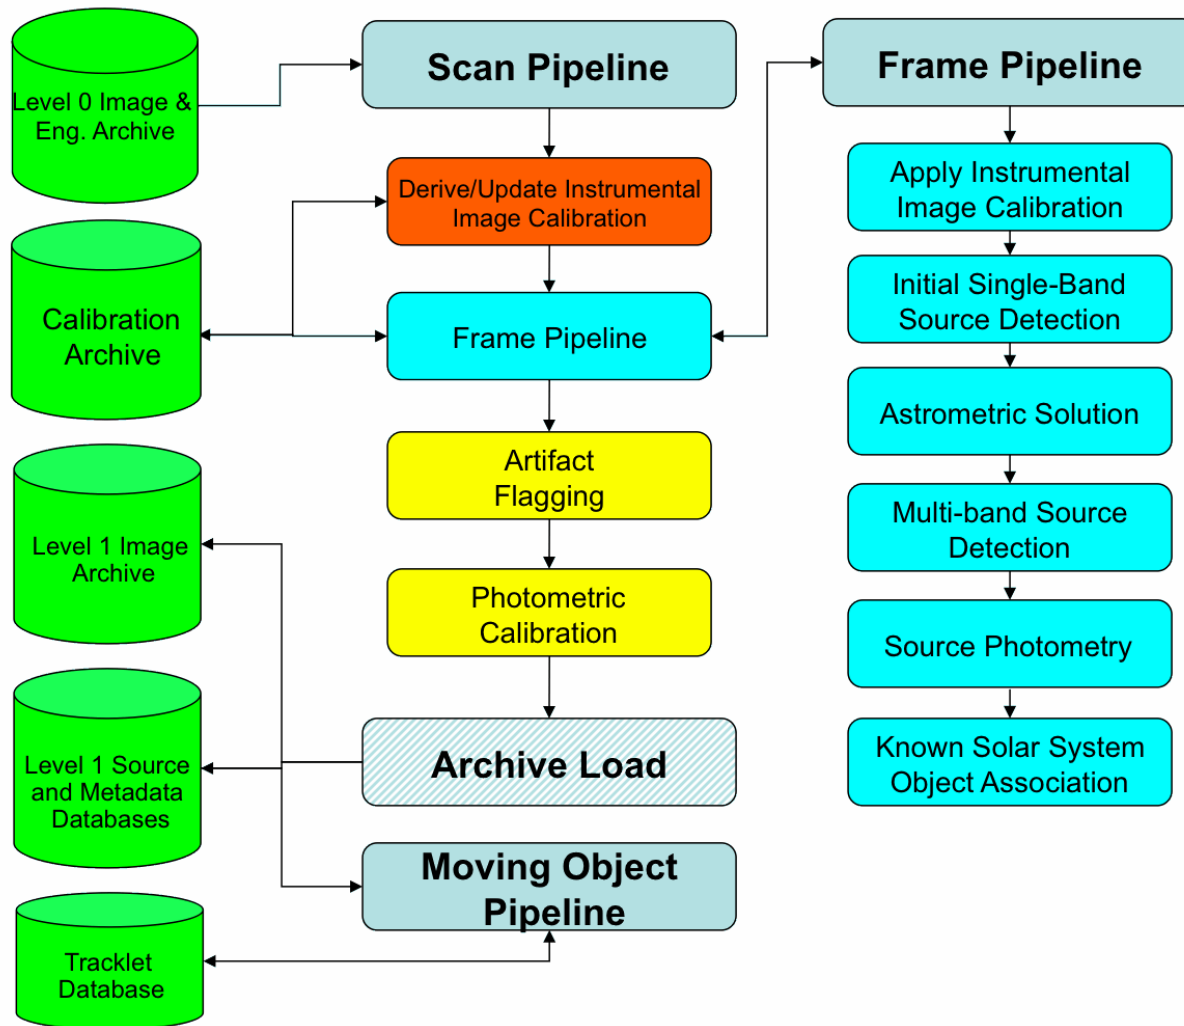 Level 0 Image &
Eng. Archive
Calibration
Archive
Level 1 Image
Archive
Level 1 Source
and Metadata
Databases
Tracklet
Database
Scan Pipeline
Derive/Update Instrumental
Image Calibration
Frame Pipeline
Artifact
Flagging
Photometric
Calibration
Archive Load
Moving Object
Pipeline
Frame Pipeline
Apply Instrumental
Image Calibration
Initial Single-Band
Source Detection
Astrometric Solution
Multi-band Source
Detection
Source Photometry
Known Solar System
Object Association